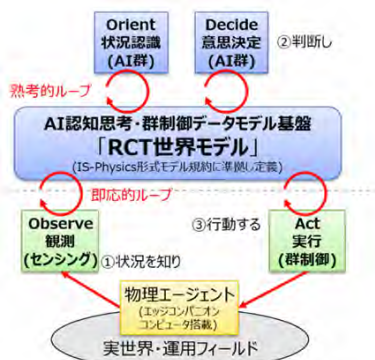 Orient
状況認識
(AI群)
Decide
意思決定
(AI群)
②判断し
熟考的ループ
AI認知思考・群制御データモデル基盤
「RCT世界モデル」
(IS-Physics形式モデル規約に準拠し定義)
即応的ループ
Observe
観測
(センシング)
①状況を知り
③行動する
Act
実行
(群制御)
物理エージェント
(エッジコンパニオン
コンピュータ搭載)
実世界・運用フィールド